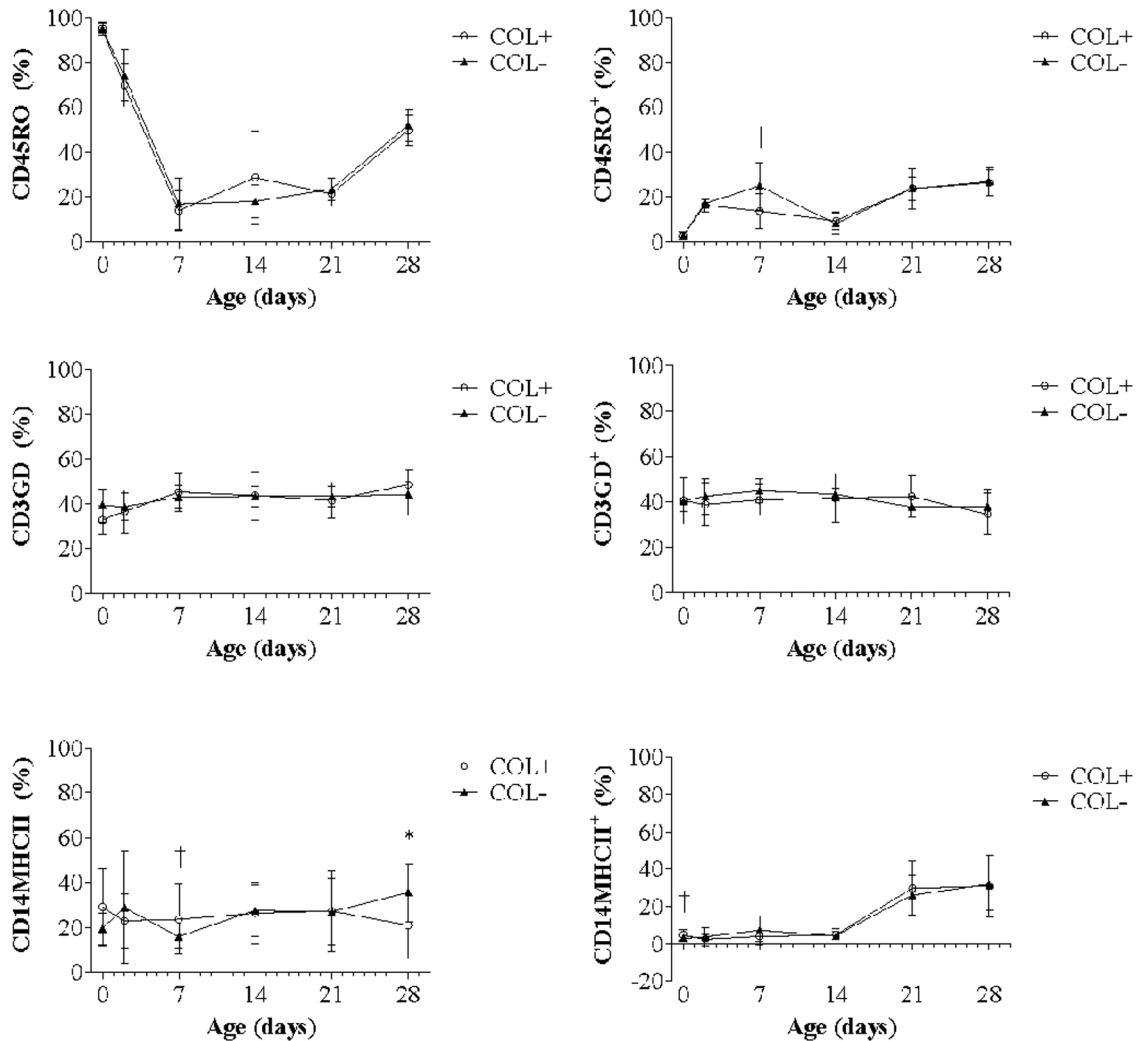 CD45RO (%)
100
80
60
40
20
0
0 7 14 21 28
Age (days)
COL+
COL-
CD45RO+ (%)
100
80
60
40
20
0
0 7 14 21 28
Age (days)
COL+
COL-
CD3GD (%)
100
80
60
40
20
0
0 7 14 21 28
Age (days)
COL+
COL-
CD3GD+ (%)
100
80
60
40
20
0
0 7 14 21 28
Age (days)
COL+
COL-
CD14MHCII (%)
100
80
60
40
20
0
†
*
0 7 14 21 28
Age (days)
COL+
COL-
CD14MHCII+ (%)
100
80
60
40
20
0
-20
†
0 7 14 21 28
Age (days)
COL+
COL-